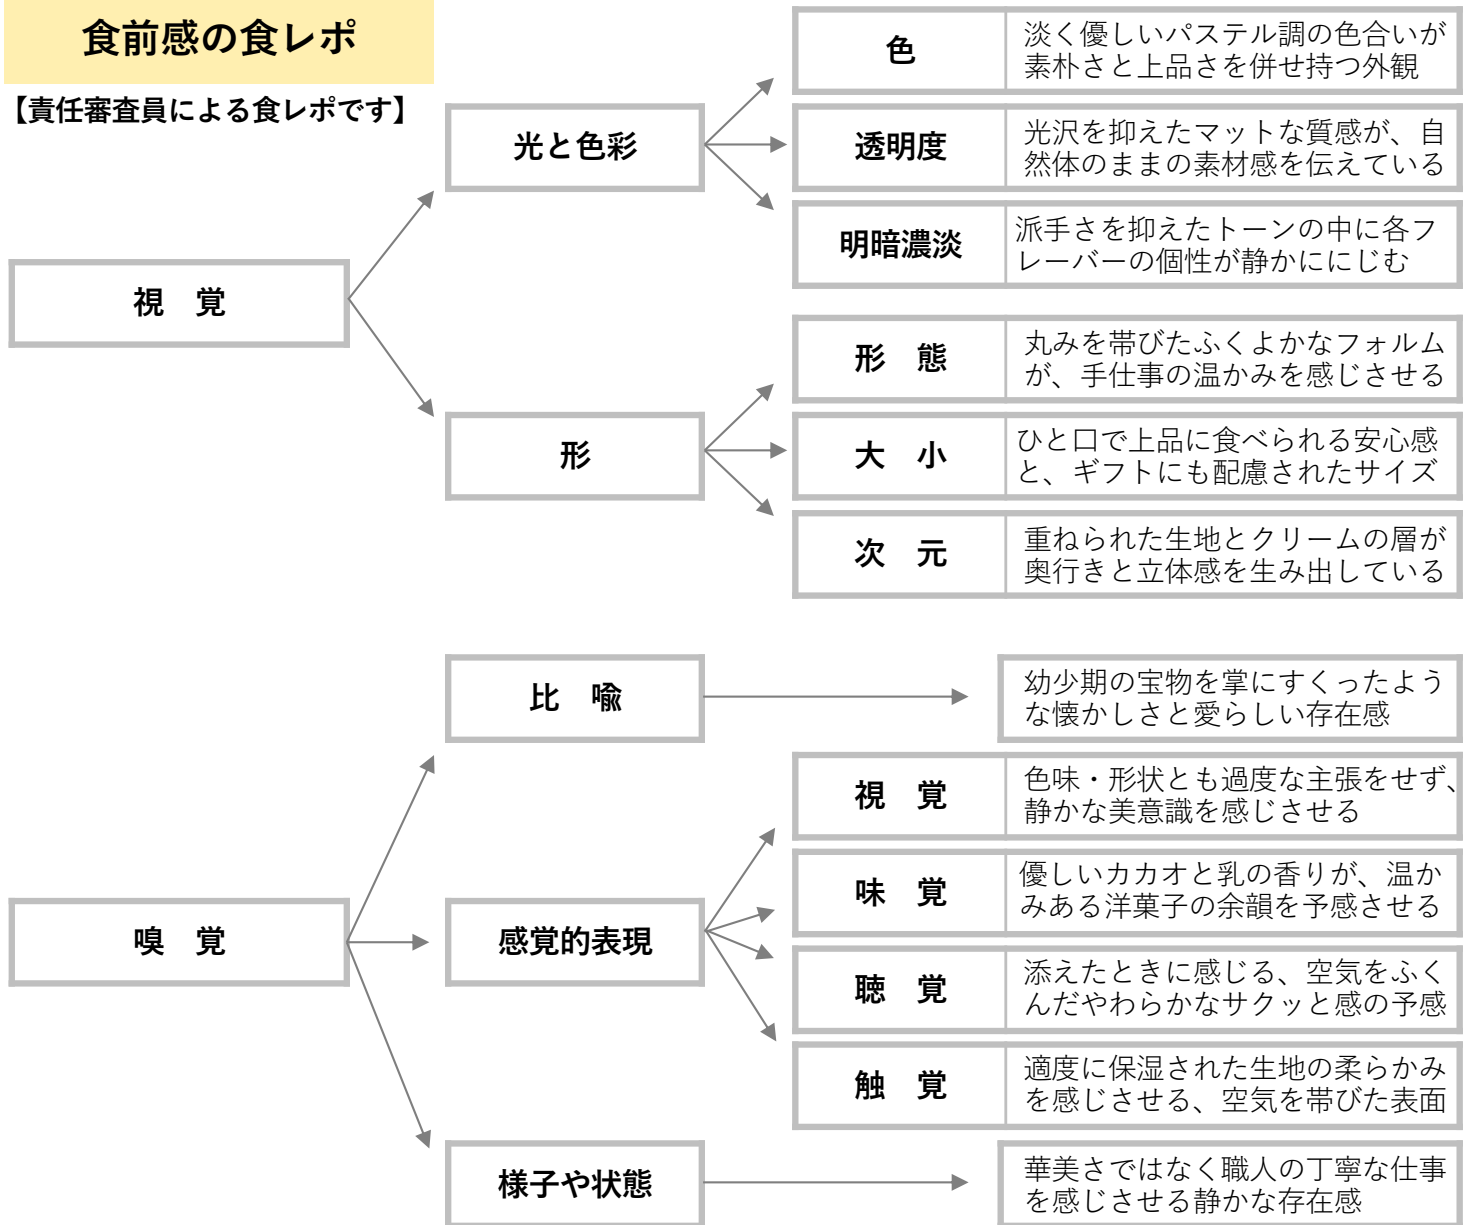 食前感の食レポ
【責任審査員による食レポです】
視　覚
光と色彩
色
淡く優しいパステル調の色合いが
素朴さと上品さを併せ持つ外観
透明度
光沢を抑えたマットな質感が、自
然体のままの素材感を伝えている
明暗濃淡
派手さを抑えたトーンの中に各フ
レーバーの個性が静かににじむ
形
形　態
丸みを帯びたふくよかなフォルム
が、手仕事の温かみを感じさせる
大　小
ひと口で上品に食べられる安心感
と、ギフトにも配慮されたサイズ
次　元
重ねられた生地とクリームの層が
奥行きと立体感を生み出している
嗅　覚
比　喩
幼少期の宝物を掌にすくったよう
な懐かしさと愛らしい存在感
感覚的表現
視　覚
色味・形状とも過度な主張をせず、
静かな美意識を感じさせる
味　覚
優しいカカオと乳の香りが、温か
みある洋菓子の余韻を予感させる
聴　覚
添えたときに感じる、空気をふく
んだやわらかなサクッと感の予感
触　覚
適度に保湿された生地の柔らかみ
を感じさせる、空気を帯びた表面
様子や状態
華美さではなく職人の丁寧な仕事
を感じさせる静かな存在感